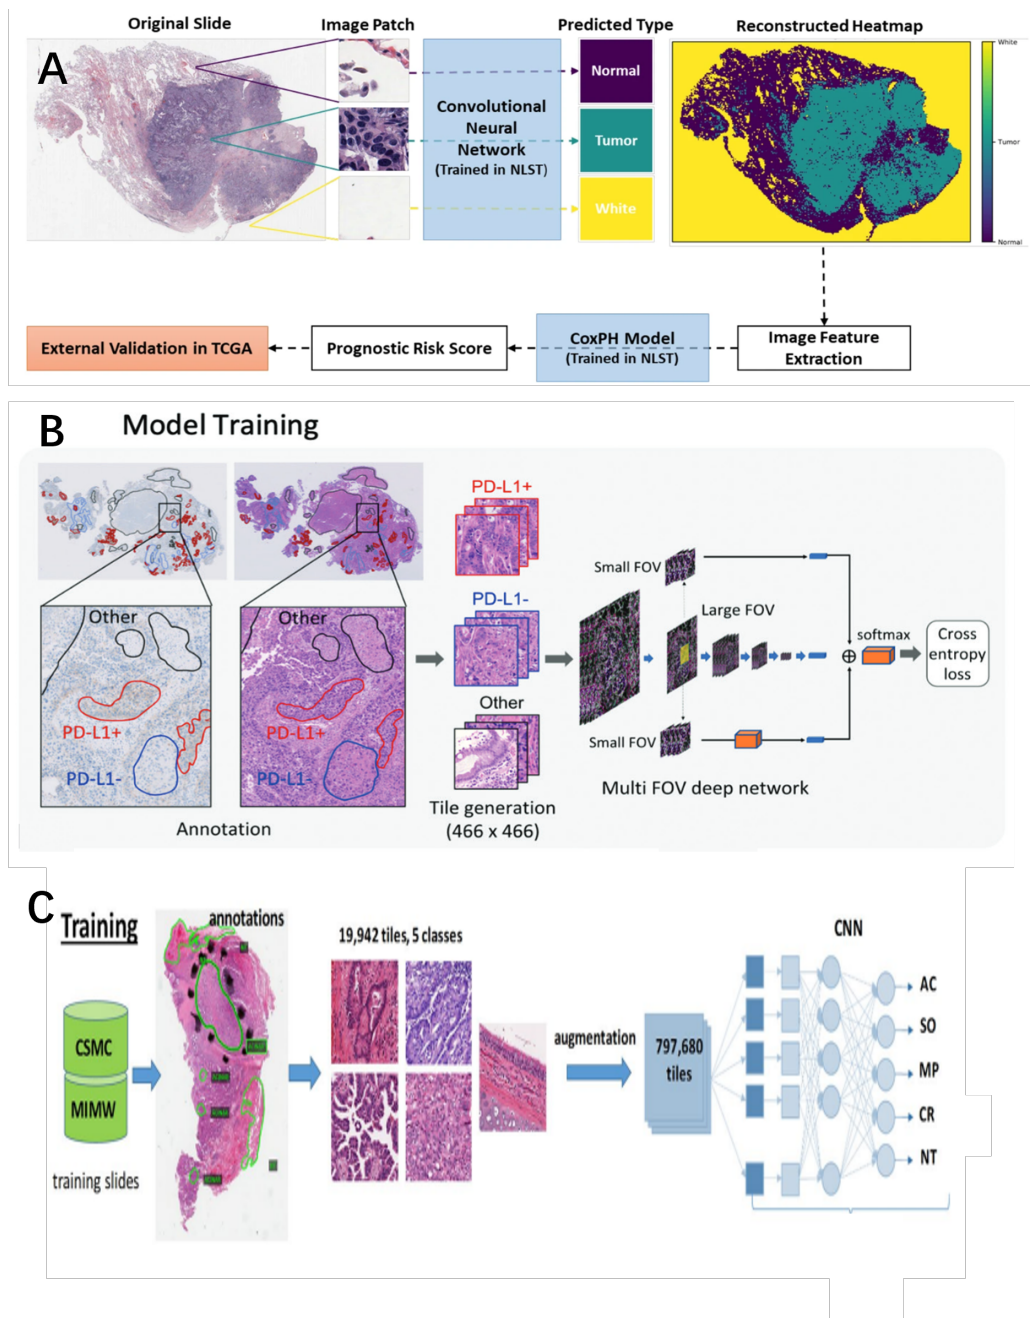 A
Original Slide
Image Patch
Predicted Type
Reconstructed Heatmap
Convolutional
Neural
Network
(Trained in NLST)
Normal
Tumor
White
White
Tumor
Normal
External Validation in TCGA
Prognostic Risk Score
CoxPH Model
(Trained in NLST)
Image Feature
Extraction
B
Model Training
Other
PD-L1+
PD-L1-
Other
PD-L1+
PD-L1-
Annotation
PD-L1+
PD-L1-
Other
Tile generation
(466 x 466)
Small FOV
Large FOV
Small FOV
softmax
Cross
entropy
loss
Multi FOV deep network
C
Training
CSMC
MIMW
training slides
annotations
19,942 tiles, 5 classes
augmentation
797,680
tiles
CNN
AC
SO
MP
CR
NT